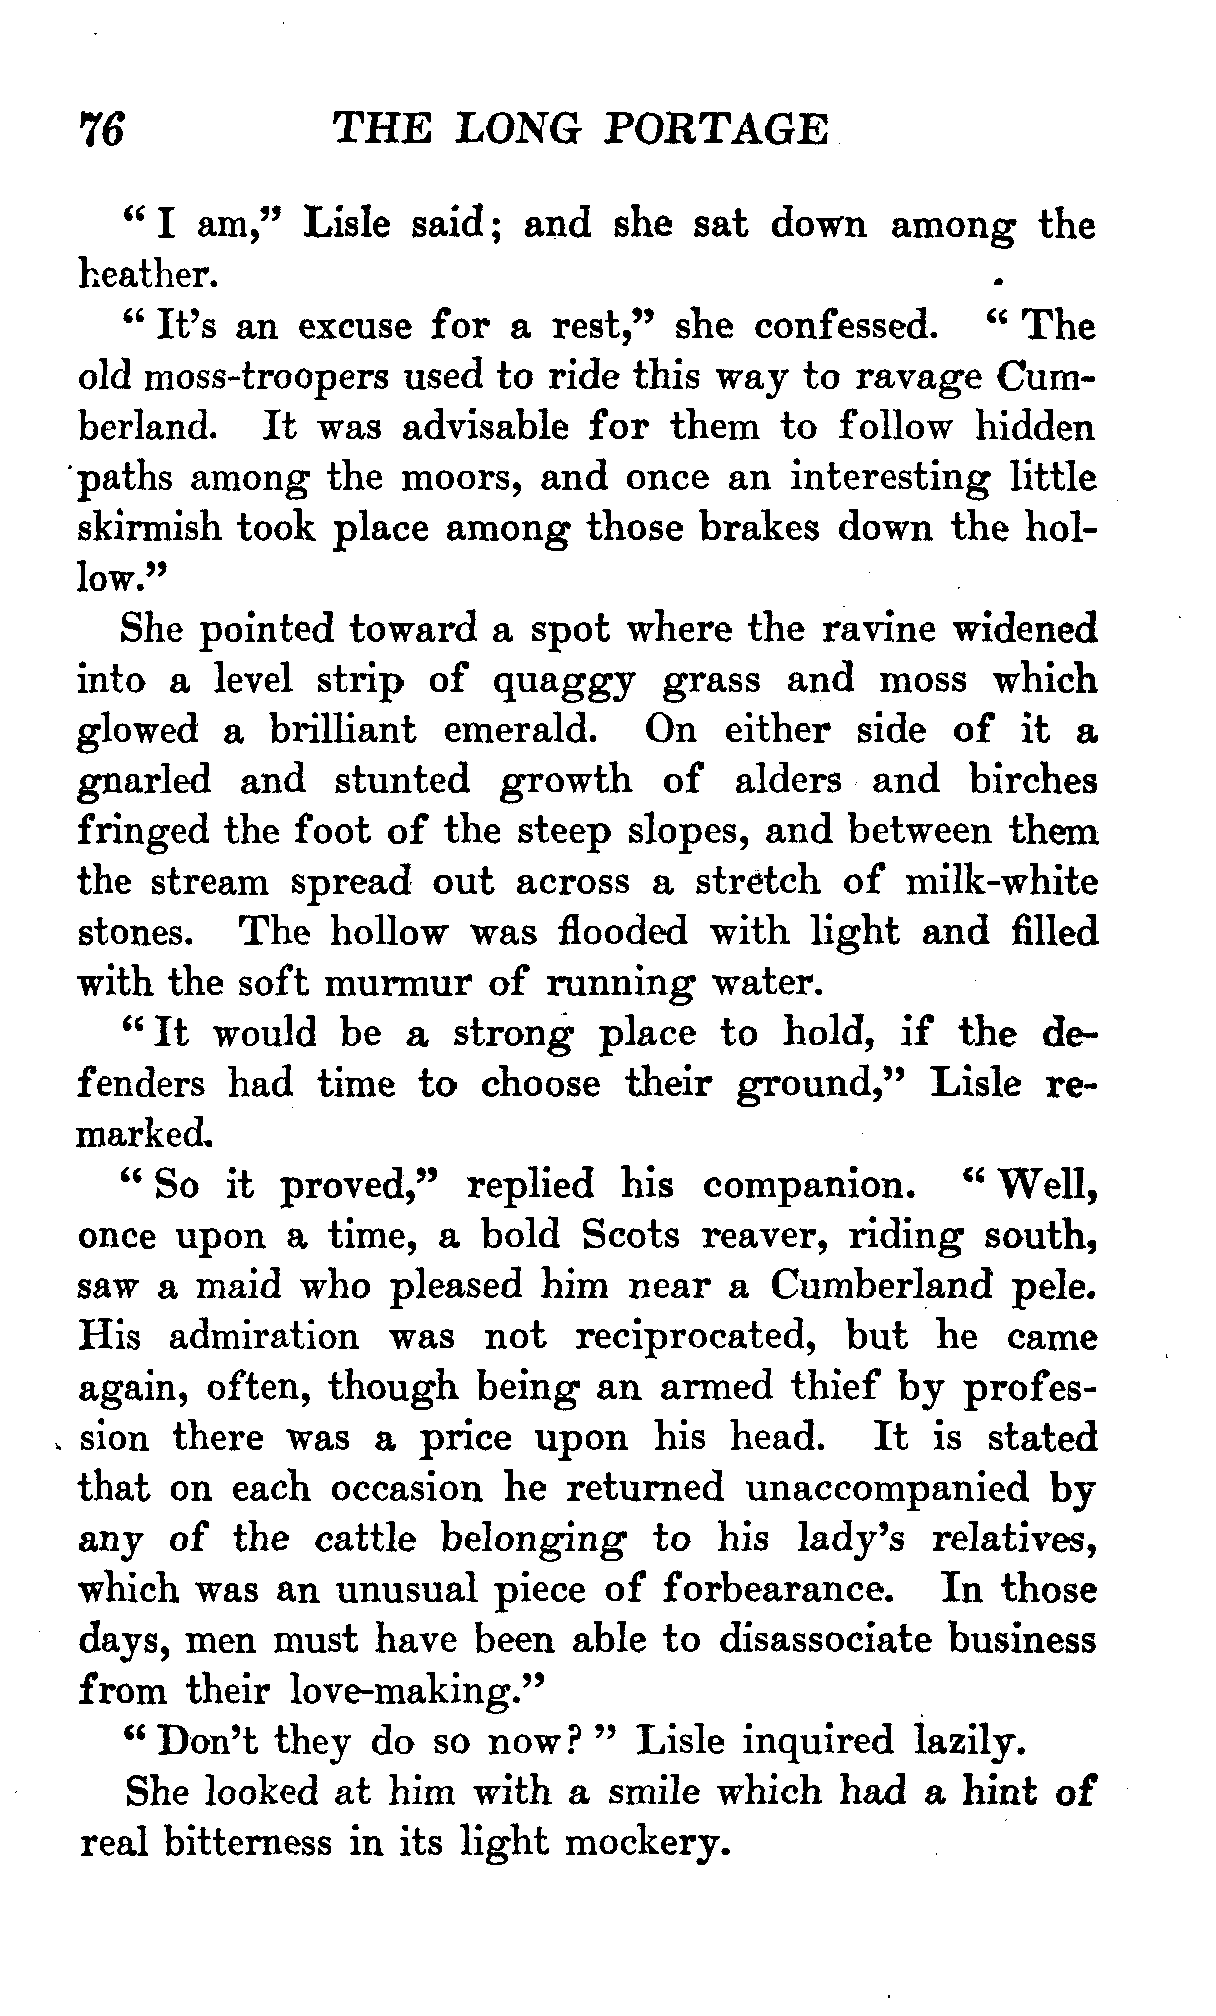 76 THE LONG PORTAGE
" I am," Lisle said; and she sat down among the
heather.
" It's an excuse for a rest," she confessed. " The
old moss-troopers used to ride this way to ravage Cum-
berland. It was advisable for them to follow hidden
paths among the moors, and once an interesting little
skirmish took place among those brakes down the hol-
low."
She pointed toward a spot where the ravine widened
into a level strip of quaggy grass and moss which
glowed a brilliant emerald. On either side of it a
gnarled and stunted growth of alders and birches
fringed the foot of the steep slopes, and between them
the stream spread out across a stretch of milk-white
stones. The hollow was flooded with light and filled
with the soft murmur of running water.
" It would be a strong place to hold, if the de-
fenders had time to choose their ground," Lisle re-
marked.
" So it proved," replied his companion. " Well,
once upon a time, a bold Scots reaver, riding south,
saw a maid who pleased him near a Cumberland pele.
His admiration was not reciprocated, but he came
again, often, though being an armed thief by profes-
sion there was a price upon his head. It is stated
that on each occasion he returned unaccompanied by
any of the cattle belonging to his lady's relatives,
which was an unusual piece of forbearance. In those
days, men must have been able to disassociate business
from their love-making."
" Don't they do so now? " Lisle inquired lazily.
She looked at him with a smile which had a hint of
real bitterness in its light mockery.